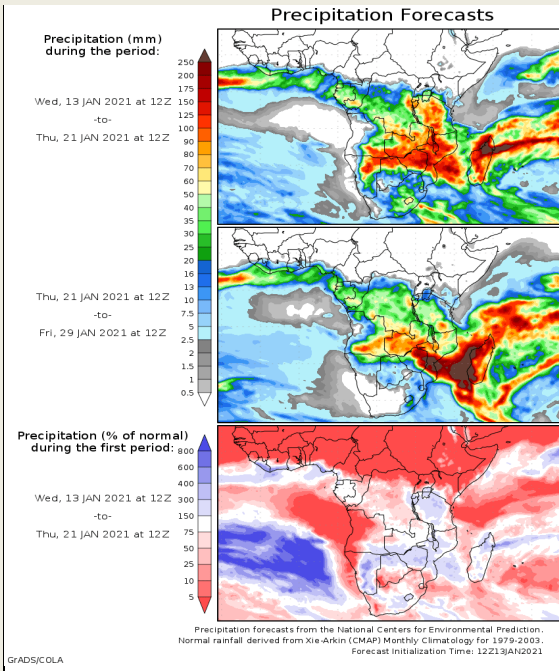 Precipitation Forecasts
Precipitation (mm)
during the period:
Wed, 13 JAN 2021 at 12Z
-to-
Thu, 21 JAN 2021 at 12Z
250
200
175
150
125
100
90
80
70
60
50
40
35
30
25
20
16
13
10
7.5
5
2.5
2
1.5
1
0.5
Thu, 21 JAN 2021 at 12Z
-to-
Fri, 29 JAN 2021 at 12Z
Precipitation (% of normal)
during the first period:
Wed, 13 JAN 2021 at 12Z
-to-
Thu, 21 JAN 2021 at 12Z
800
600
400
300
150
75
50
25
10
5
Precipitation forecasts from the National Centers for Environmental Prediction.
Normal rainfall derived from Xie-Arkin (CMAP) Monthly Climatology for 1979-2003.
Forecast Initialization Time: 12Z13JAN2021
GrADS/COLA